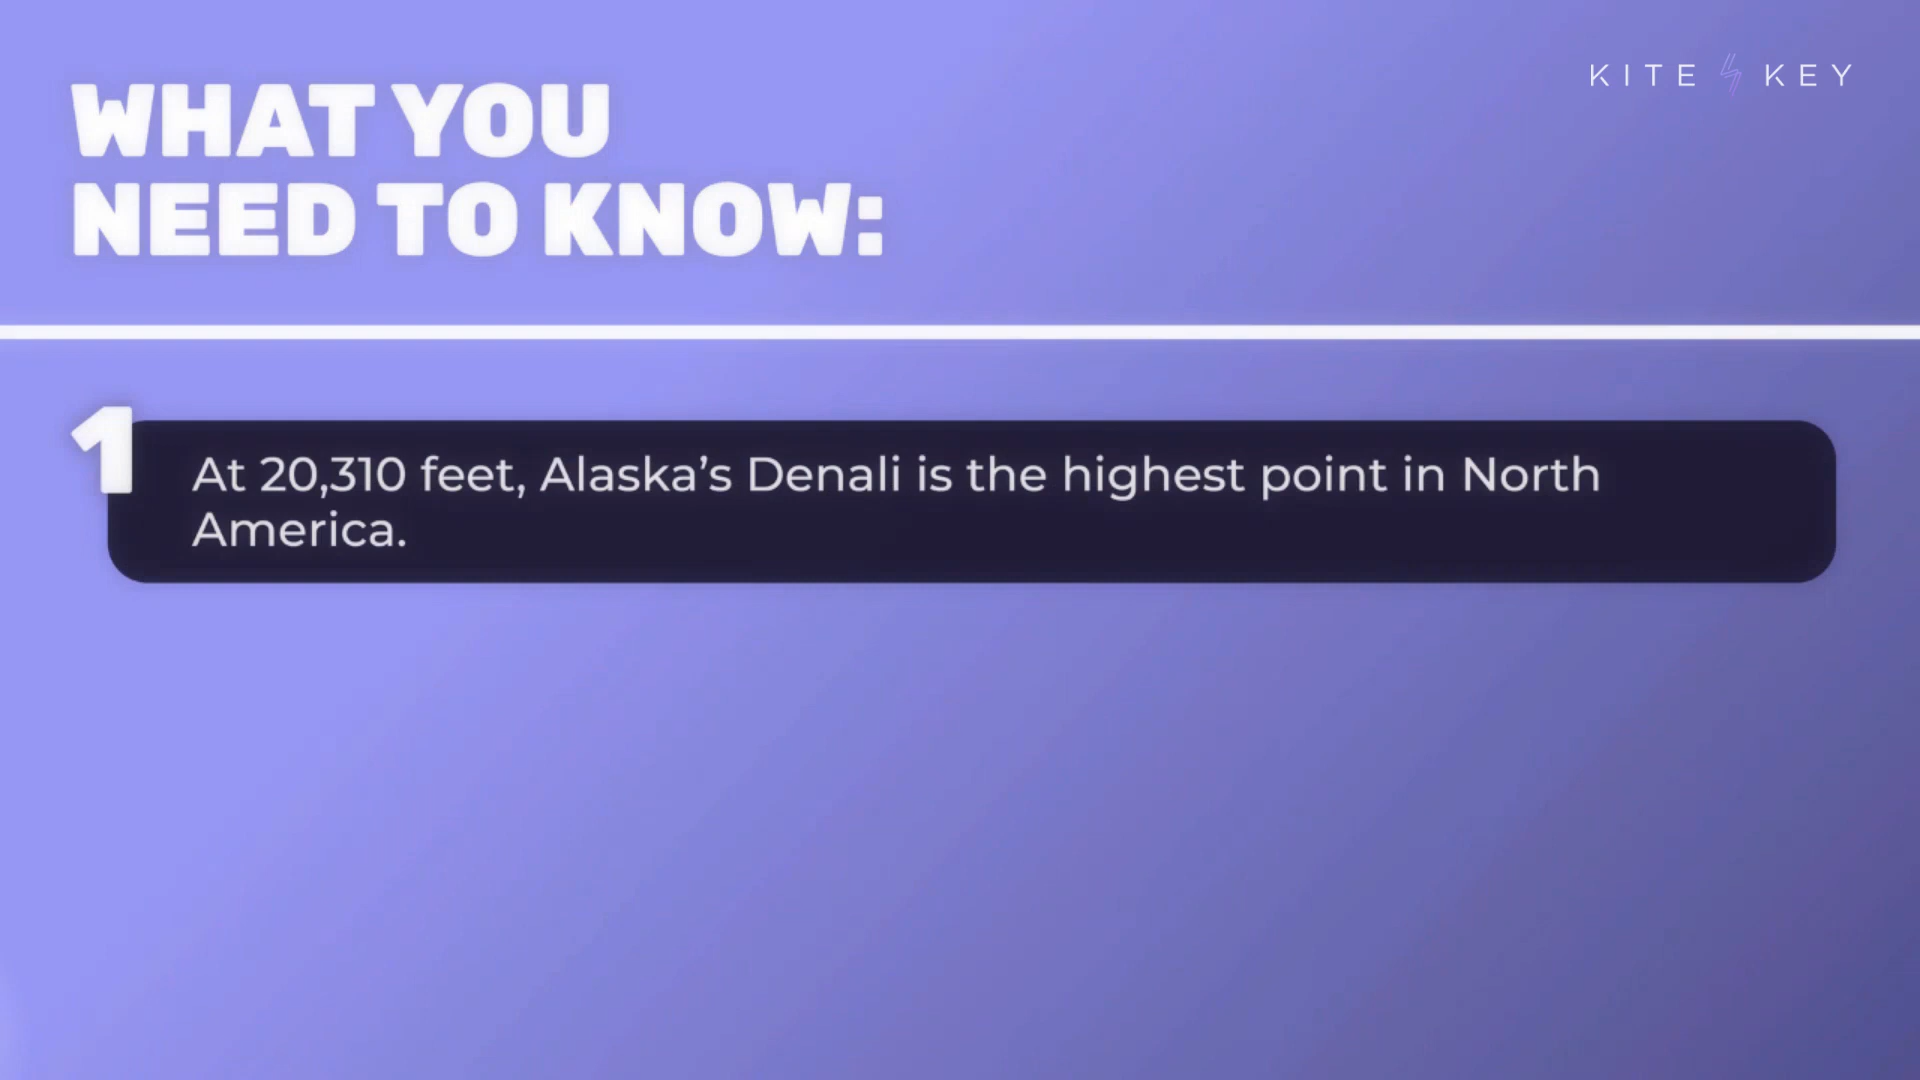 KITE KEY
WHAT YOU
NEED TO KNOW:
1
At 20,310 feet, Alaska’s Denali is the highest point in North
America.